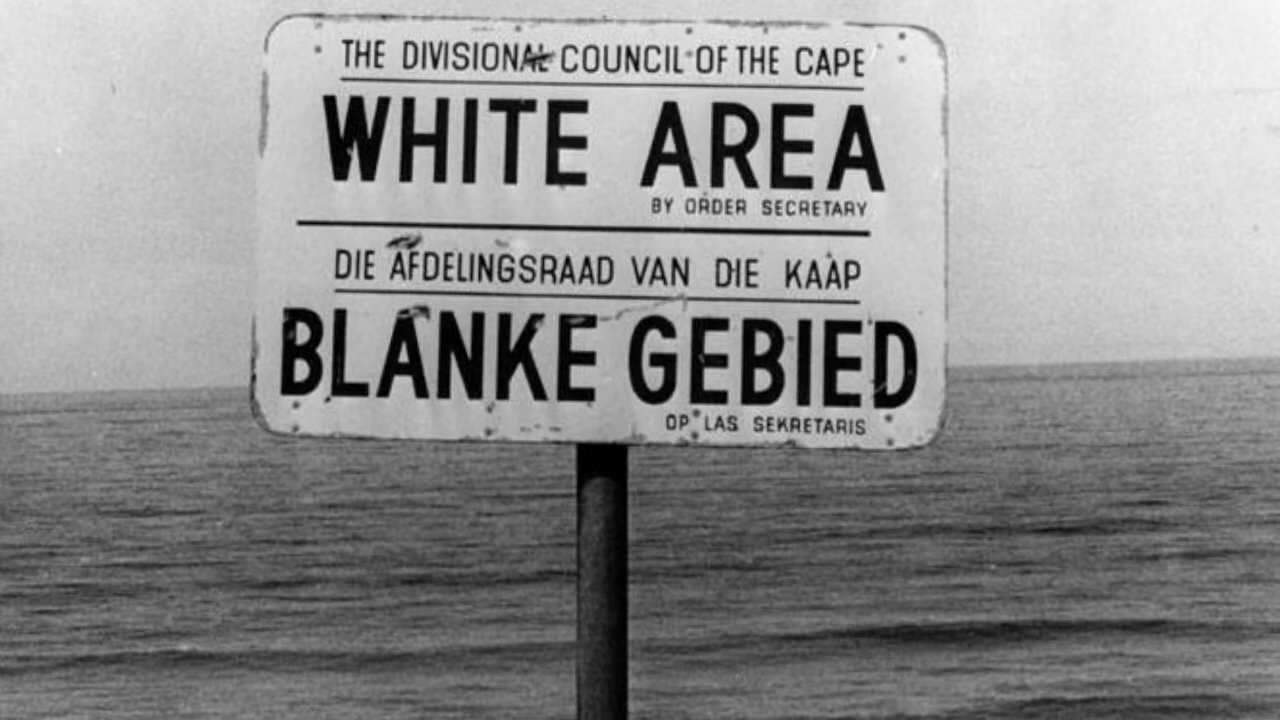 THE DIVISIONAL COUNCIL OF THE CAPE
WHITE AREA
BY ORDER SECRETARY
DIE AFDELINGSRAAD VAN DIE KAAP
BLANKE GEBIED
OP LAS SEKRETARIS